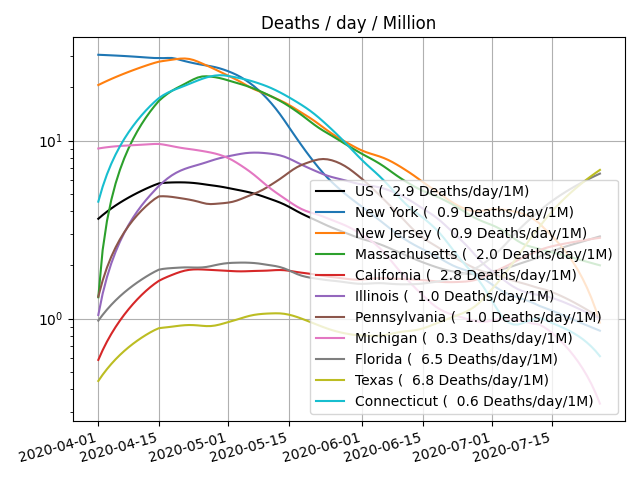 Deaths / day / Million
10¹
10⁰
US (  2.9 Deaths/day/1M)
New York (  0.9 Deaths/day/1M)
New Jersey (  0.9 Deaths/day/1M)
Massachusetts (  2.0 Deaths/day/1M)
California (  2.8 Deaths/day/1M)
Illinois (  1.0 Deaths/day/1M)
Pennsylvania (  1.0 Deaths/day/1M)
Michigan (  0.3 Deaths/day/1M)
Florida (  6.5 Deaths/day/1M)
Texas (  6.8 Deaths/day/1M)
Connecticut (  0.6 Deaths/day/1M)
2020-04-01
2020-04-15
2020-05-01
2020-05-15
2020-06-01
2020-06-15
2020-07-01
2020-07-15